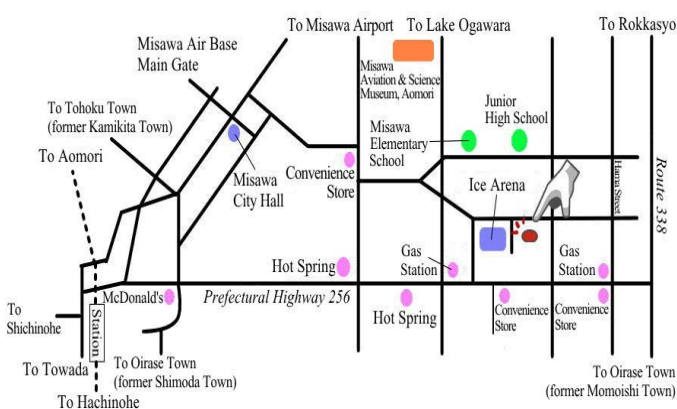 To Misawa Airport
To Lake Ogawara
To Rokkasyo
Misawa Air Base
Main Gate
Misawa
Aviation & Science
Museum, Aomori
To Tohoku Town
(former Kamikita Town)
Junior
High School
Misawa
Elementary
School
To Aomori
Convenience
Store
Misawa
City Hall
Ice Arena
Hama Street
Route 338
Gas
Station
Gas
Station
Hot Spring
McDonald's
Prefectural Highway 256
Hot Spring
Convenience
Store
Convenience
Store
To
Shichinohe
Station
To Towada
To Oirase Town
(former Shimoda Town)
To Oirase Town
(former Momoishi Town)
To Hachinohe